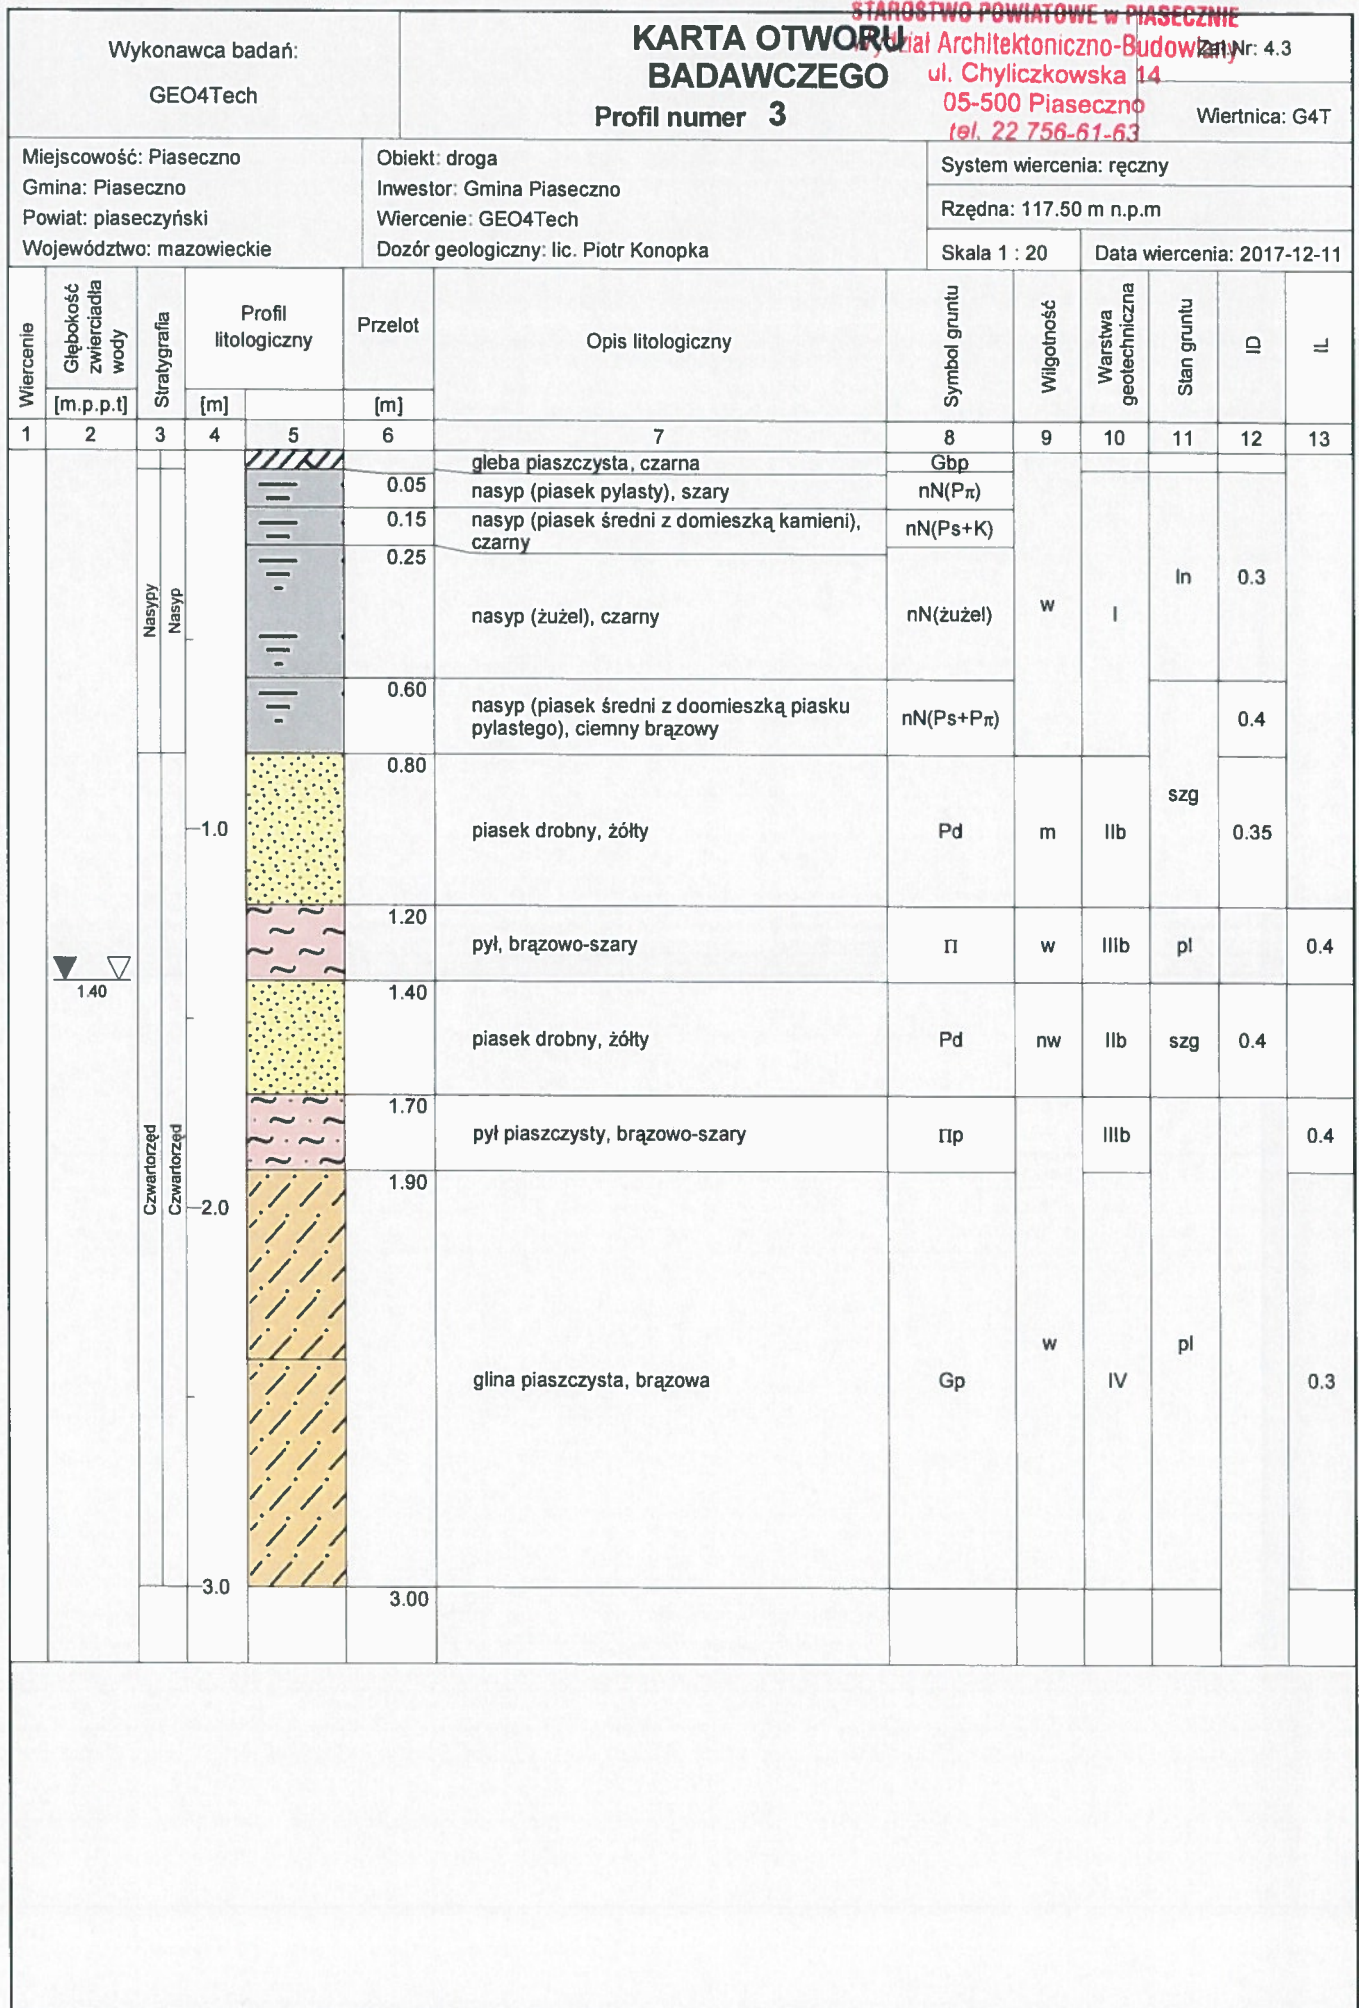 STAROSTWO POWIATOWE w PIASECZNIE
Wydział Architektoniczno-Budowlany
ul. Chyliczkowska 14
05-500 Piaseczno
tel. 22 756-61-63
Wykonawca badań:
GEO4Tech
KARTA OTWORU
BADAWCZEGO
Profil numer 3
Zał.Nr: 4.3
Wiertnica: G4T
Miejscowość: Piaseczno
Gmina: Piaseczno
Powiat: piaseczyński
Województwo: mazowieckie
Obiekt: droga
Inwestor: Gmina Piaseczno
Wiercenie: GEO4Tech
Dozór geologiczny: lic. Piotr Konopka
System wiercenia: ręczny
Rzędna: 117.50 m n.p.m
Skala 1 : 20
Data wiercenia: 2017-12-11
Wiercenie
Głębokość
zwierciadła
wody
[m.p.p.t]
Stratygrafia
Profil
litologiczny
[m]
Przelot
[m]
Opis litologiczny
Symbol gruntu
Wilgotność
Warstwa
geotechniczna
Stan gruntu
ID
IL
1 2 3 4 5 6 7 8 9 10 11 12 13
gleba piaszczysta, czarna Gbp
0.05 nasyp (piasek pylasty), szary nN(Pπ)
0.15 nasyp (piasek średni z domieszką kamieni),
czarny nN(Ps+K)
0.25
Nasypy
Nasyp
nasyp (żużel), czarny nN(żużel) w I ln 0.3
0.60
nasyp (piasek średni z doomieszką piasku
pylastego), ciemny brązowy nN(Ps+Pπ) 0.4
0.80
szg
1.0 piasek drobny, żółty Pd m IIb 0.35
1.20
pył, brązowo-szary Π w IIIb pl 0.4
1.40 1.40
piasek drobny, żółty Pd nw IIb szg 0.4
1.70
pył piaszczysty, brązowo-szary Πp IIIb 0.4
Czwartorzęd
Czwartorzęd
1.90
2.0
w pl
glina piaszczysta, brązowa Gp IV 0.3
3.0
3.00